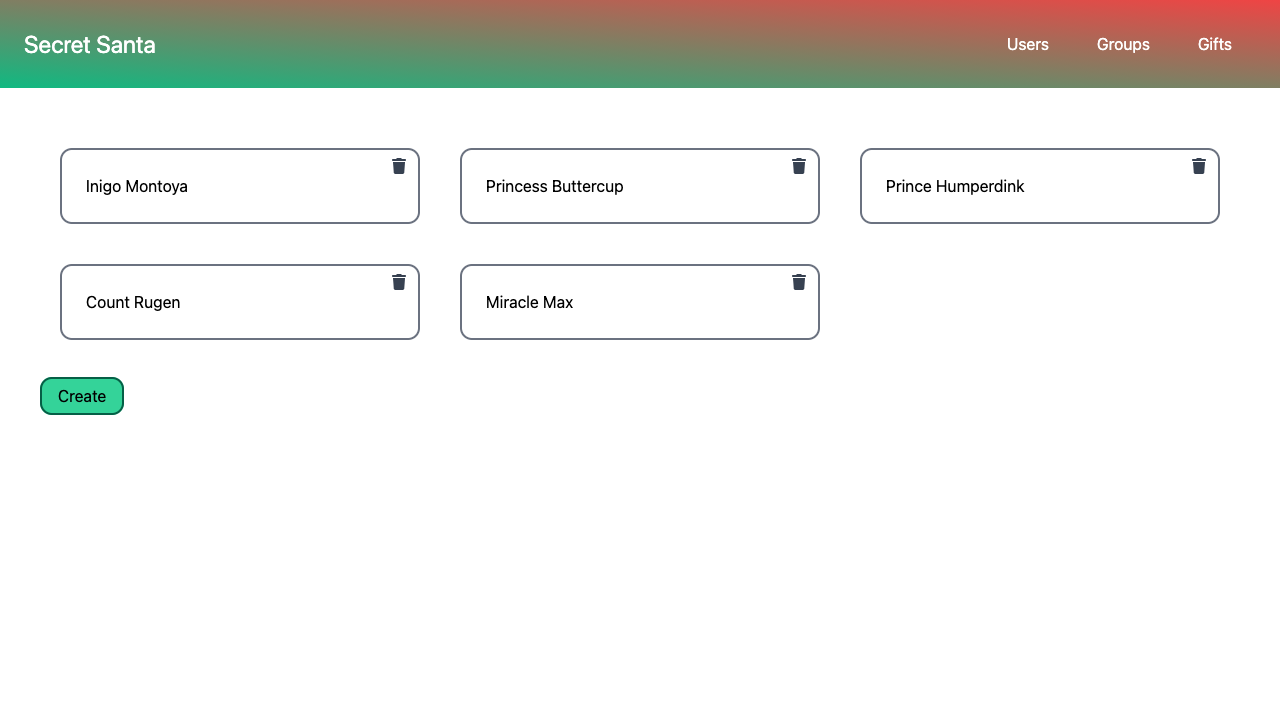 Secret Santa
Users
Groups
Gifts
Inigo Montoya
Princess Buttercup
Prince Humperdink
Count Rugen
Miracle Max
Create